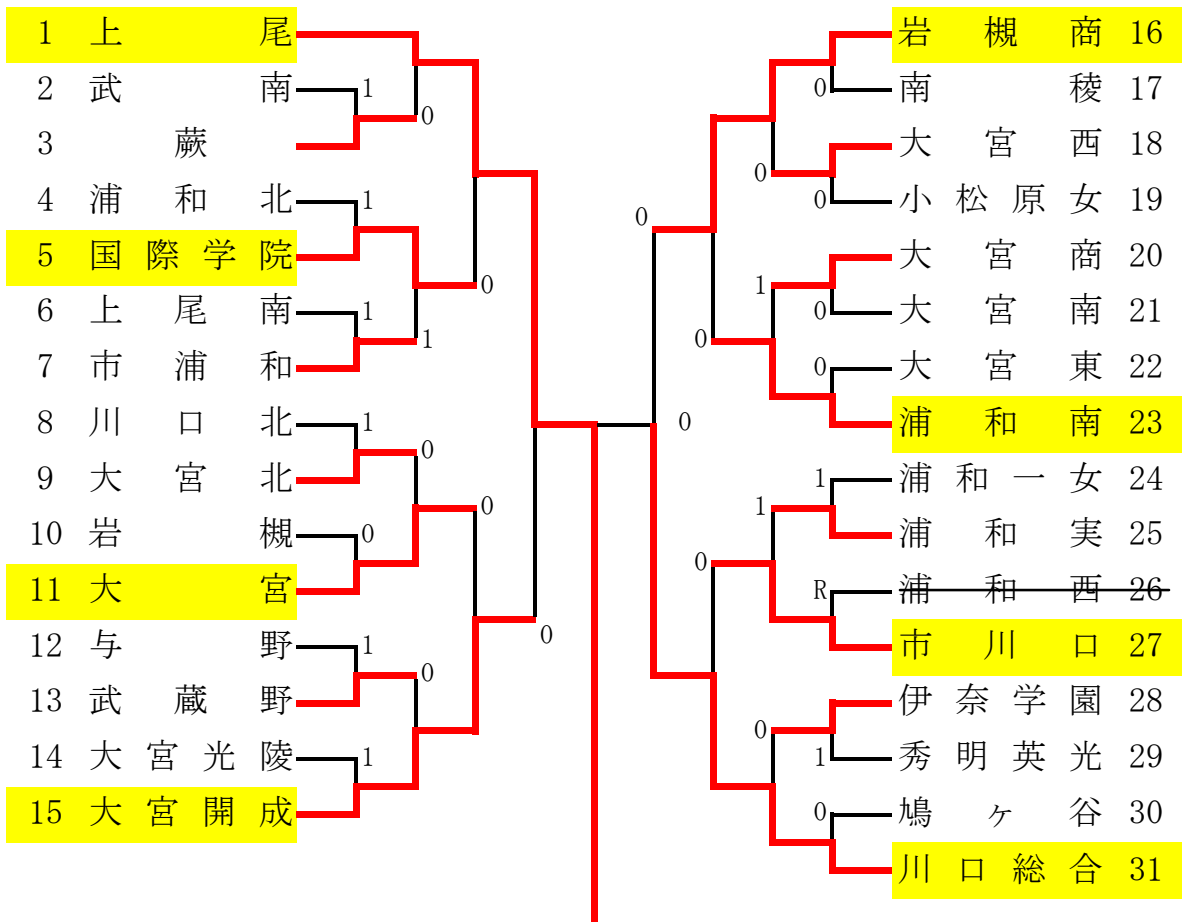 1 上尾
岩槻商 16
2 武南 1
0 南稜 17
0
3 蕨
大宮西 18
0
4 浦和北 1
0 小松原女 19
0
5 国際学院
大宮商 20
0
1
6 上尾南 1
0 大宮南 21
1
0
7 市浦和
0 大宮東 22
8 川口北 1
0
浦和南 23
0
9 大宮北
1 浦和一女 24
0
1
10 岩槻 0
浦和実 25
0
11 大宮
R 浦和西 26
12 与野 1
0
市川口 27
0
13 武蔵野
伊奈学園 28
0
14 大宮光陵 1
1 秀明英光 29
15 大宮開成
0 鳩ヶ谷 30
川口総合 31